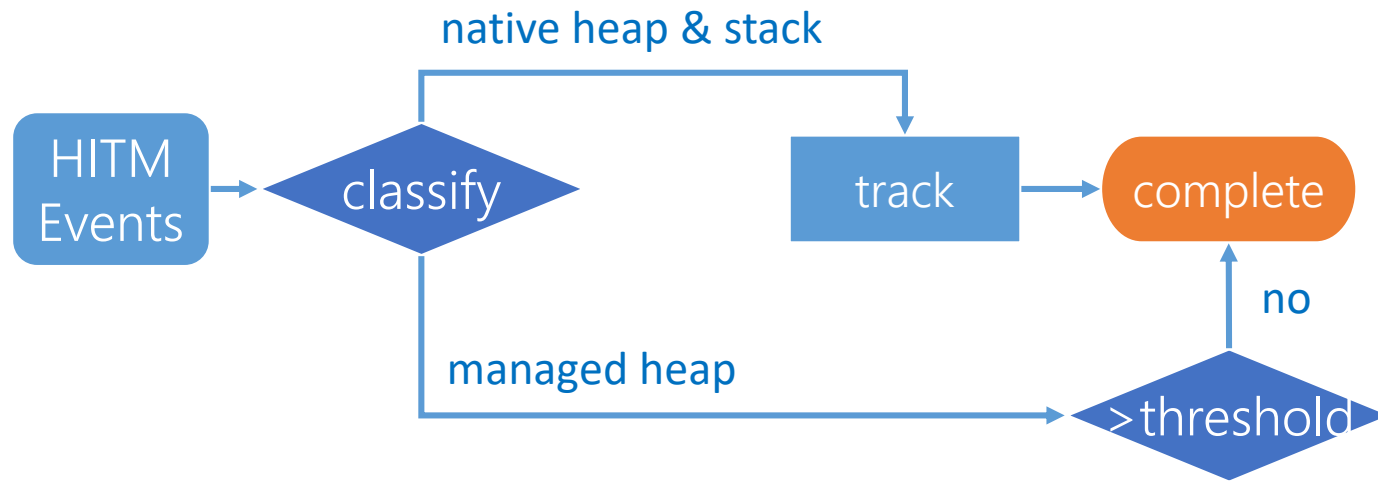 native heap & stack
HITM
Events
classify
track
complete
no
managed heap
>threshold